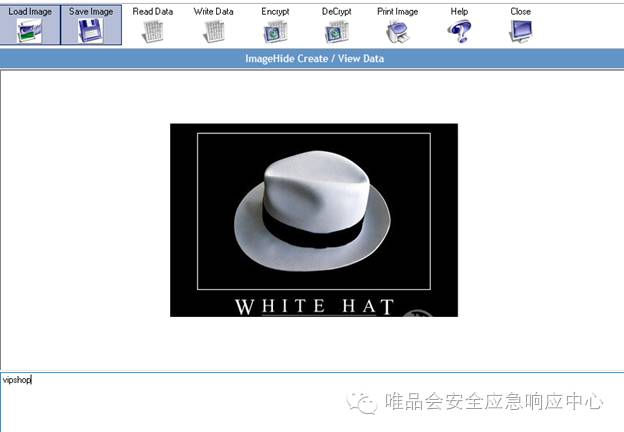 Load Image Save Image Read Data Write Data Encrypt DeCrypt Print Image Help Close
ImageHide Create / View Data
WHITE HAT
vipshop
唯品会安全应急响应中心